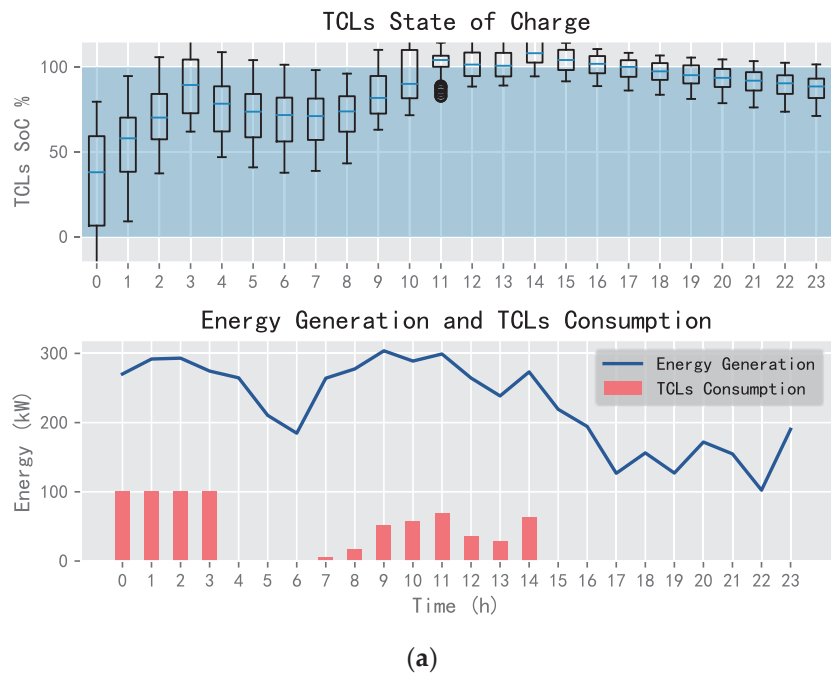 TCLs State of Charge
TCLs SoC %
100
50
0
0 1 2 3 4 5 6 7 8 9 10 11 12 13 14 15 16 17 18 19 20 21 22 23
Energy Generation and TCLs Consumption
Energy (kW)
300
200
100
0
Energy Generation
TCLs Consumption
0 1 2 3 4 5 6 7 8 9 10 11 12 13 14 15 16 17 18 19 20 21 22 23
Time (h)
(a)